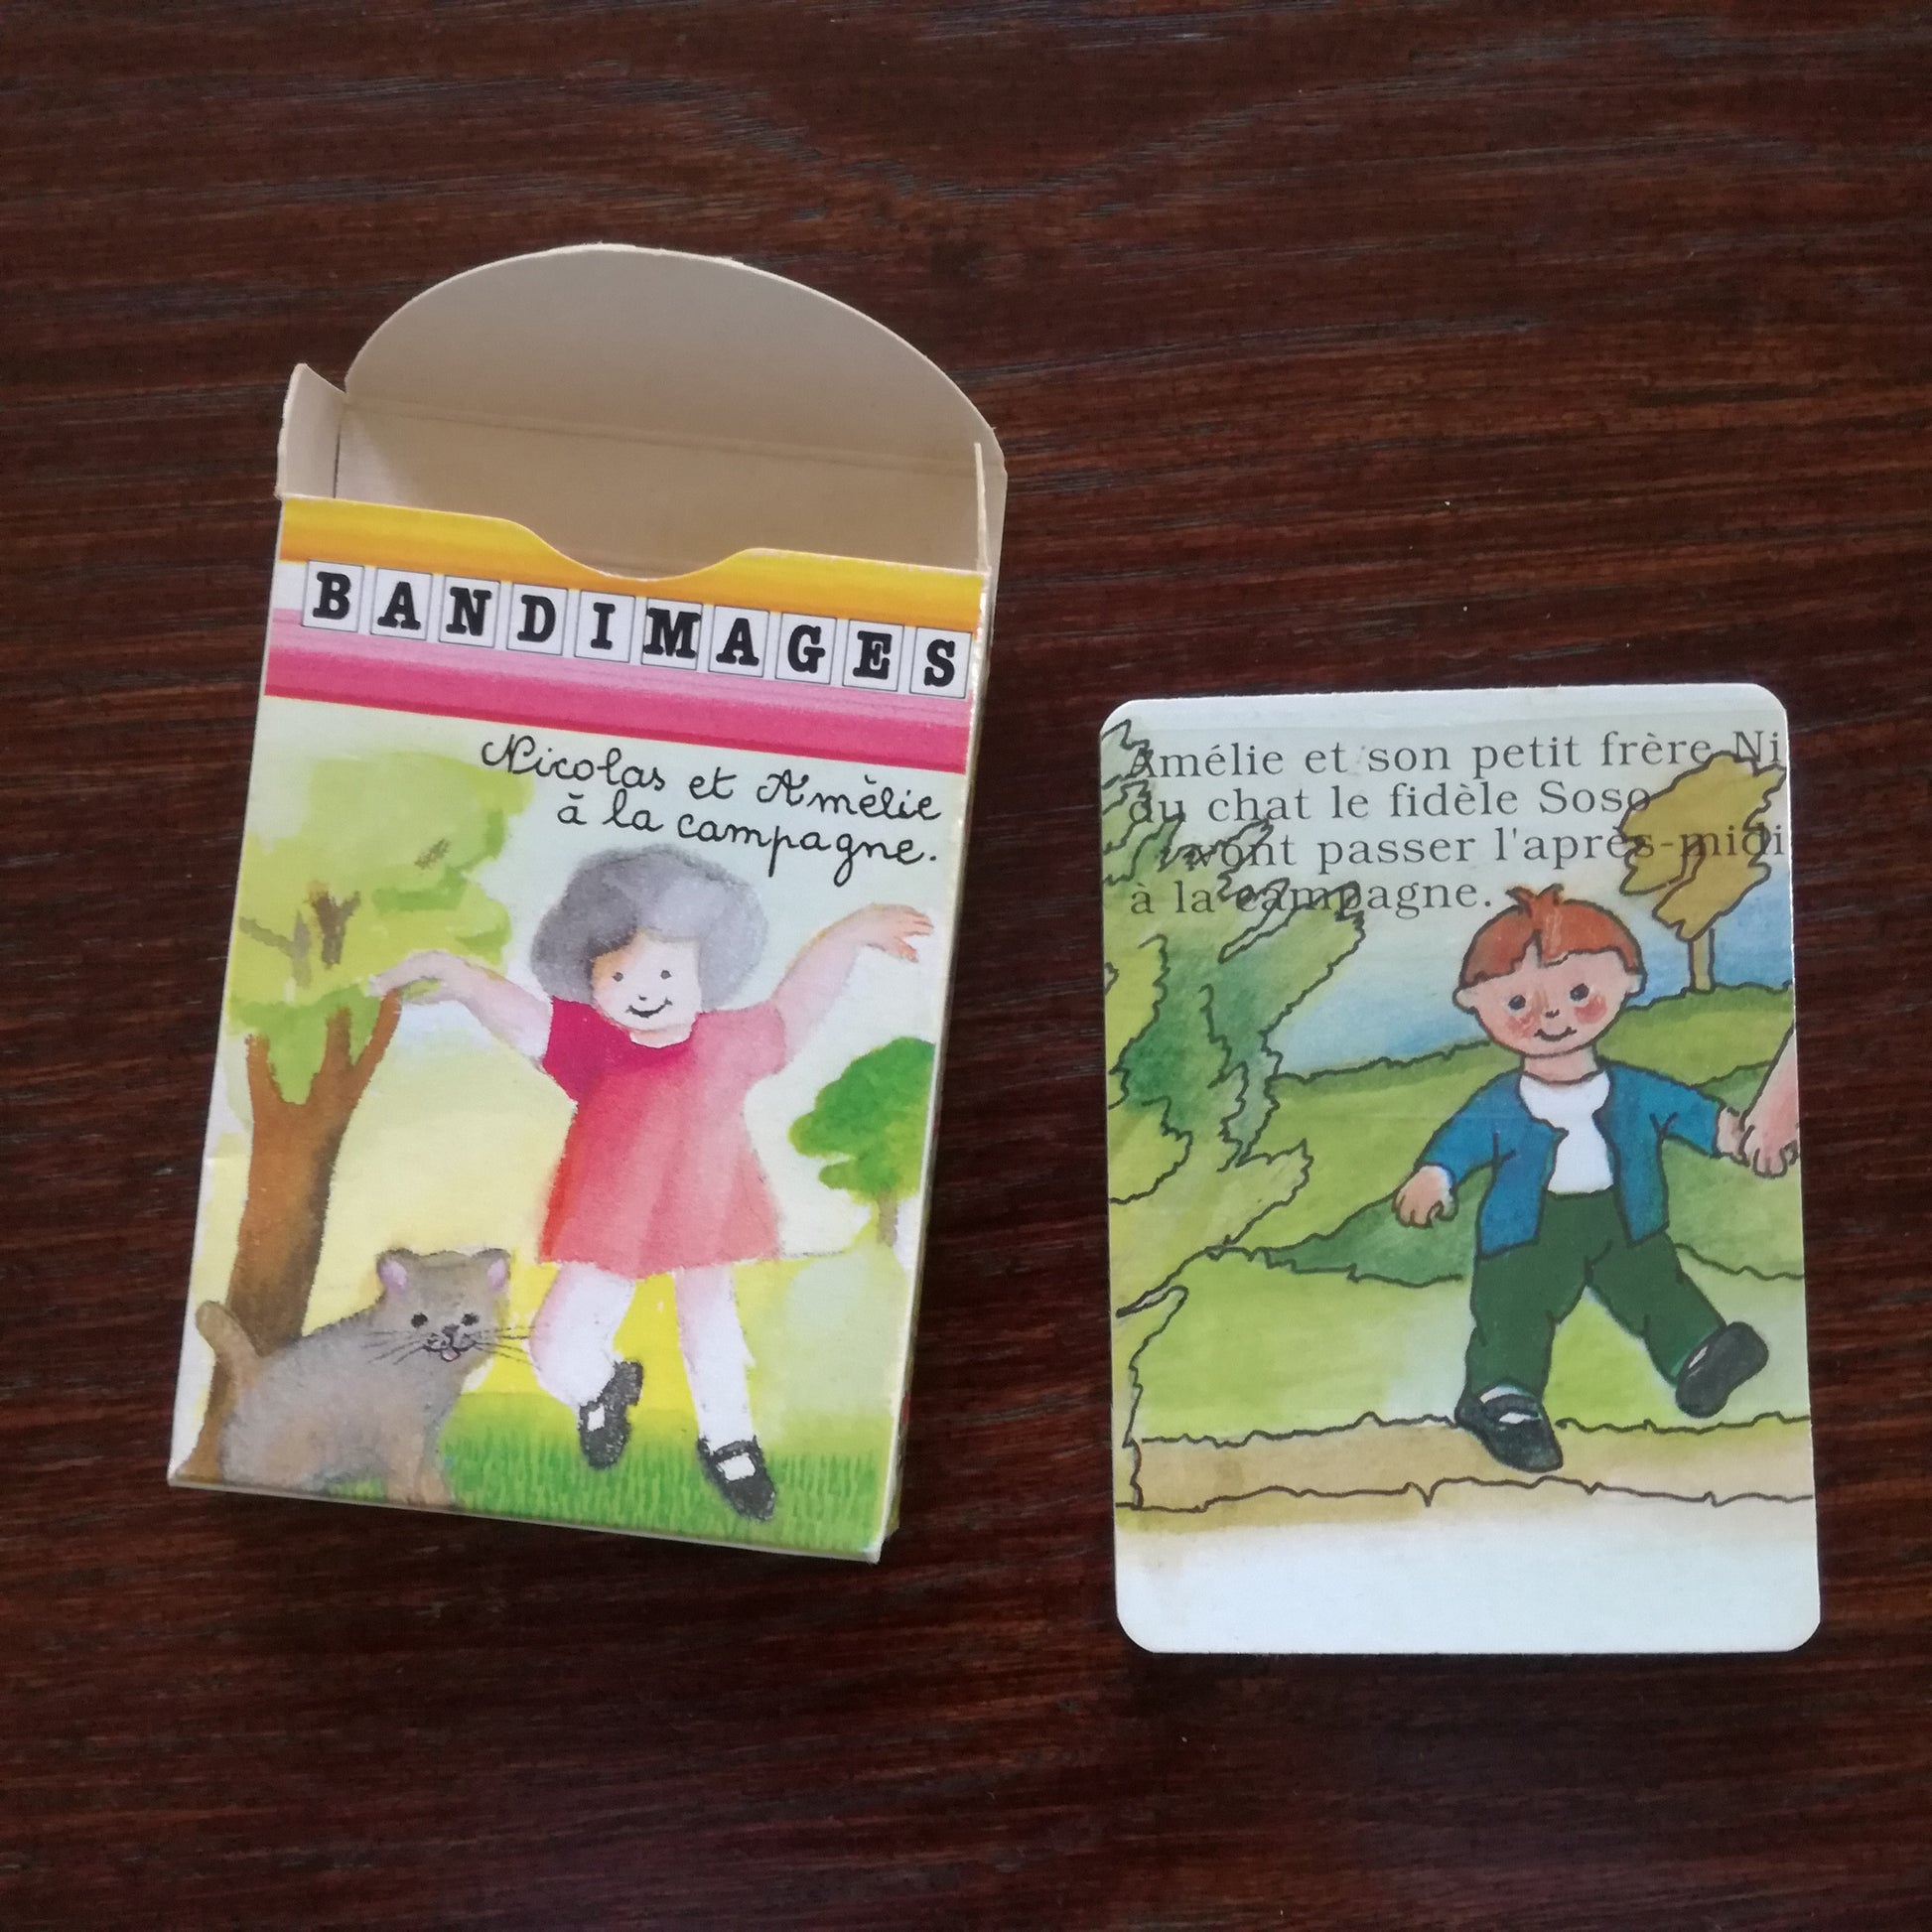 BANDIMAGES
Nicolas et Amélie
à la campagne.
Amélie et son petit frère Ni
du chat le fidèle Soso
vont passer l'après-midi
à la campagne.